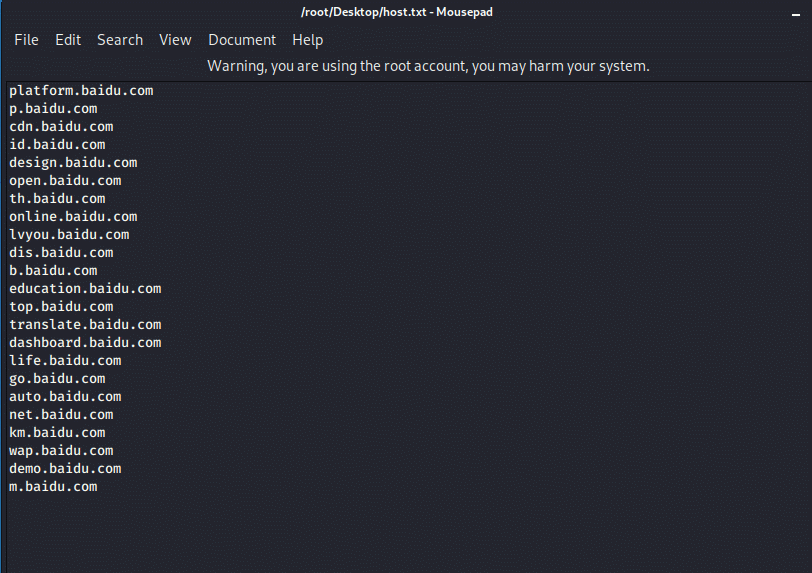 /root/Desktop/host.txt - Mousepad
File Edit Search View Document Help
Warning, you are using the root account, you may harm your system.
platform.baidu.com
p.baidu.com
cdn.baidu.com
id.baidu.com
design.baidu.com
open.baidu.com
th.baidu.com
online.baidu.com
lvyou.baidu.com
dis.baidu.com
b.baidu.com
education.baidu.com
top.baidu.com
translate.baidu.com
dashboard.baidu.com
life.baidu.com
go.baidu.com
auto.baidu.com
net.baidu.com
km.baidu.com
wap.baidu.com
demo.baidu.com
m.baidu.com